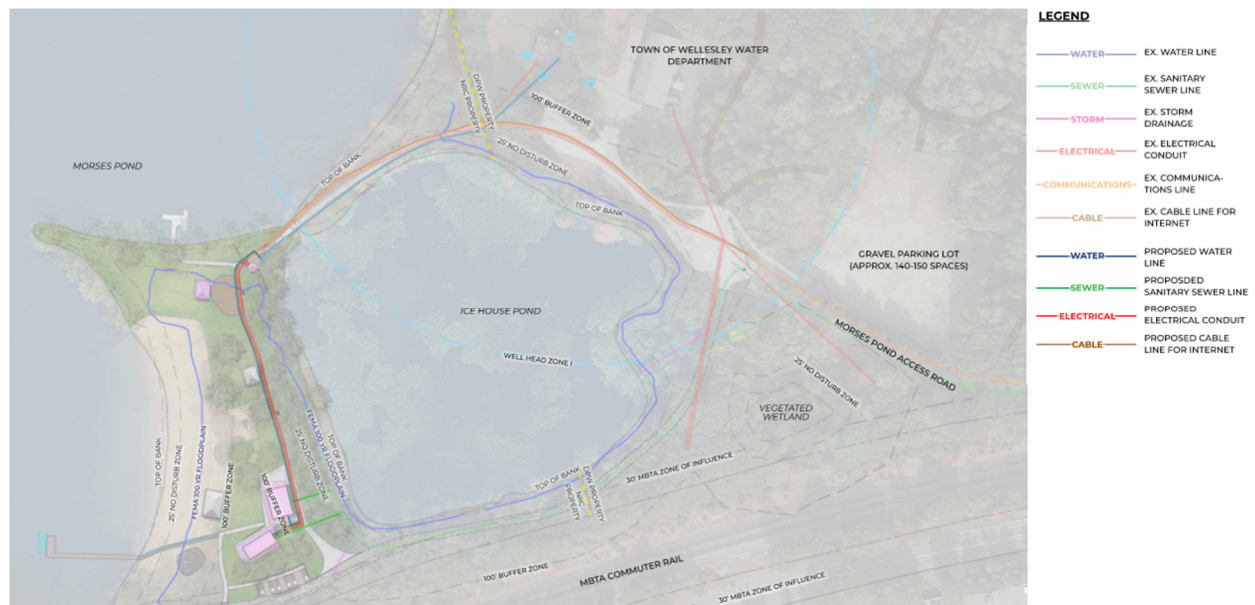 TOWN OF WELLESLEY WATER
DEPARTMENT
DPW PROPERTY
NRC PROPERTY
100' BUFFER ZONE
25' NO DISTURB ZONE
MORSES POND
TOP OF BANK
TOP OF BANK
GRAVEL PARKING LOT
(APPROX. 140-150 SPACES)
ICE HOUSE POND
WELL HEAD ZONE I
MORSES POND ACCESS ROAD
25' NO DISTURB ZONE
VEGETATED
WETLAND
TOP OF BANK
25' NO DISTURB ZONE
FEMA 100 YR FLOODPLAIN
100' BUFFER ZONE
100' BUFFER ZONE
25' NO DISTURB ZONE
FEMA 100 YR FLOODPLAIN
TOP OF BANK
TOP OF BANK
DPW PROPERTY
NRC
PROPERTY
30' MBTA ZONE OF INFLUENCE
100' BUFFER ZONE
MBTA COMMUTER RAIL
30' MBTA ZONE OF INFLUENCE
LEGEND
WATER EX. WATER LINE
SEWER EX. SANITARY
SEWER LINE
STORM EX. STORM
DRAINAGE
ELECTRICAL EX. ELECTRICAL
CONDUIT
COMMUNICATIONS EX. COMMUNICA-
TIONS LINE
CABLE EX. CABLE LINE FOR
INTERNET
WATER PROPOSED WATER
LINE
SEWER PROPOSDED
SANITARY SEWER LINE
ELECTRICAL PROPOSED
ELECTRICAL CONDUIT
CABLE PROPOSED CABLE
LINE FOR INTERNET